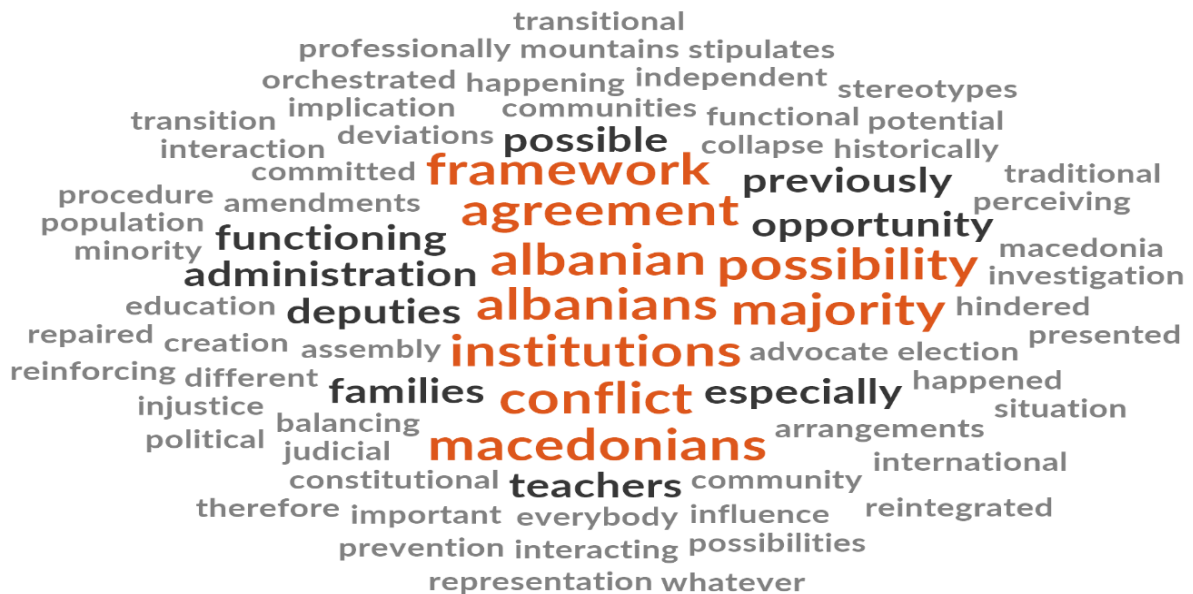 transitional
professionally mountains stipulates
orchestrated happening independent stereotypes
implication communities functional potential
transition deviations possible collapse historically
interaction
committed framework previously traditional
procedure amendments agreement opportunity perceiving
population functioning albanian possibility macedonia
minority administration investigation
education deputies albanians majority hindered
repaired creation assembly institutions advocate election presented
reinforcing different families conflict especially happened
injustice balancing situation
political judicial macedonians arrangements
constitutional teachers community international
therefore important everybody influence reintegrated
prevention interacting possibilities
representation whatever